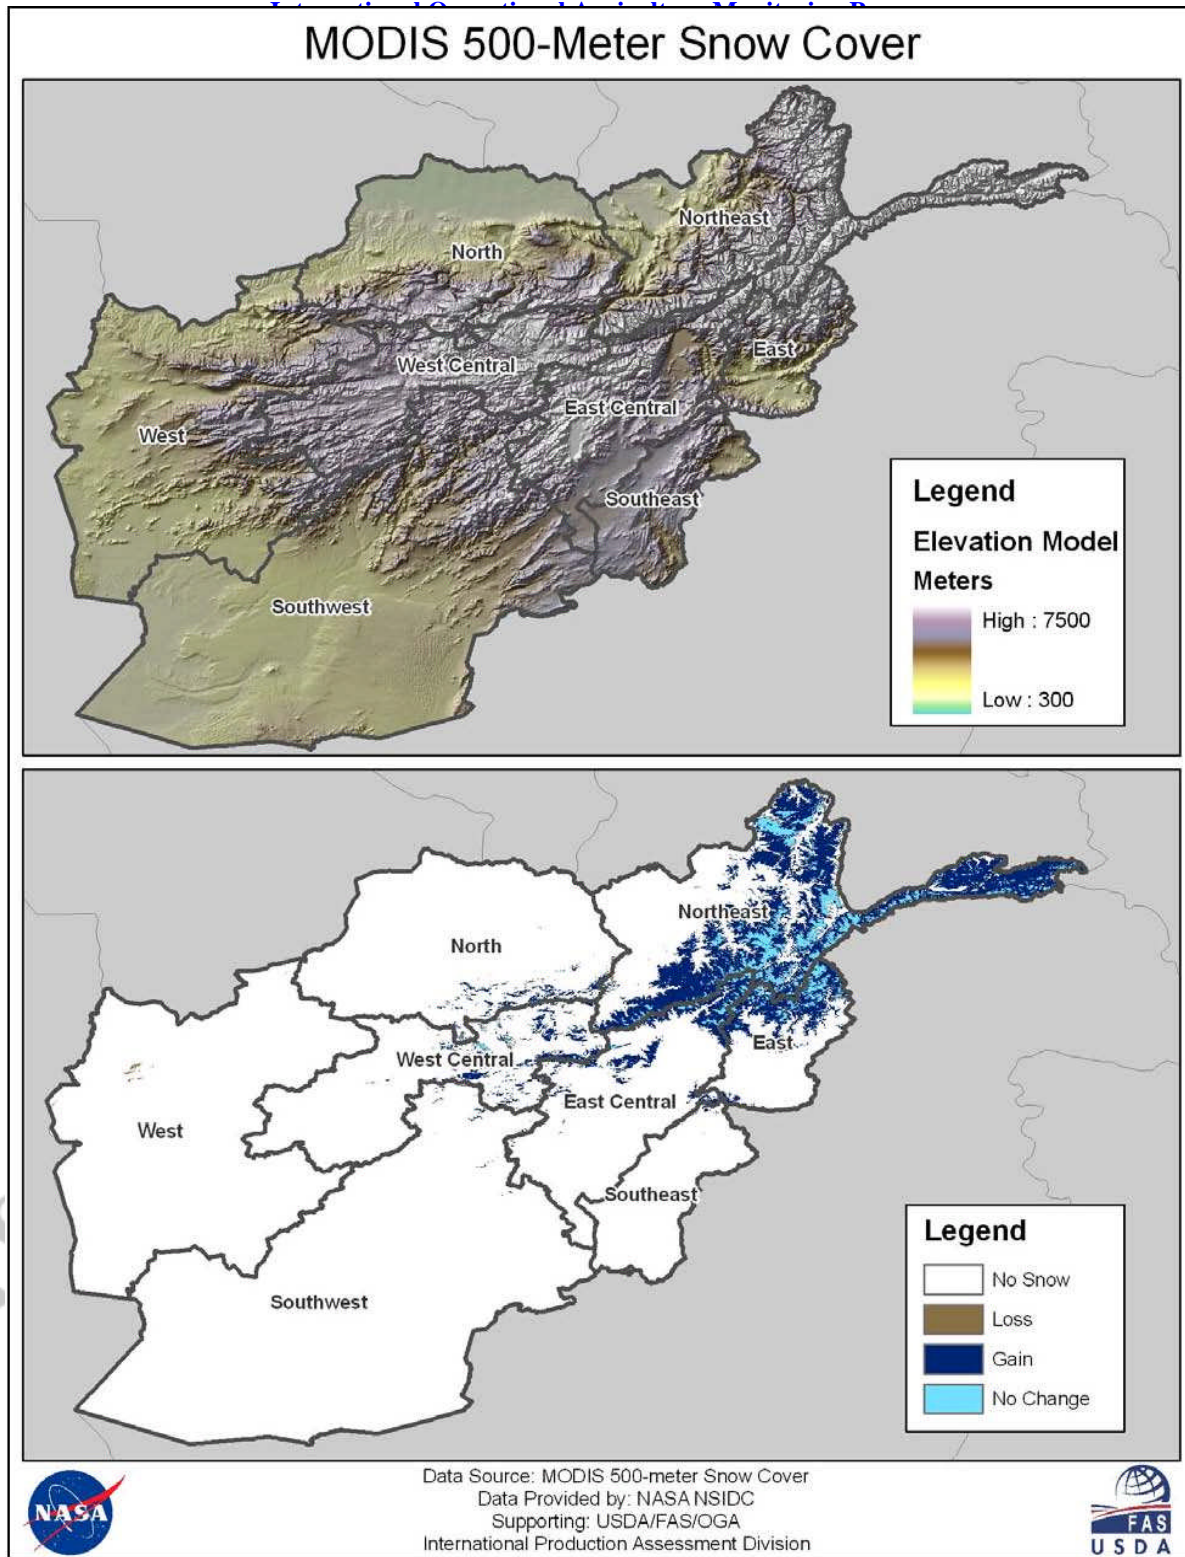 MODIS 500-Meter Snow Cover
Northeast
North
East
West Central
East Central
West
Southeast
Southwest
Legend
Elevation Model
Meters
High : 7500
Low : 300
Northeast
North
East
West Central
East Central
West
Southeast
Southwest
Legend
No Snow
Loss
Gain
No Change
NASA
Data Source: MODIS 500-meter Snow Cover
Data Provided by: NASA NSIDC
Supporting: USDA/FAS/OGA
International Production Assessment Division
FAS
USDA